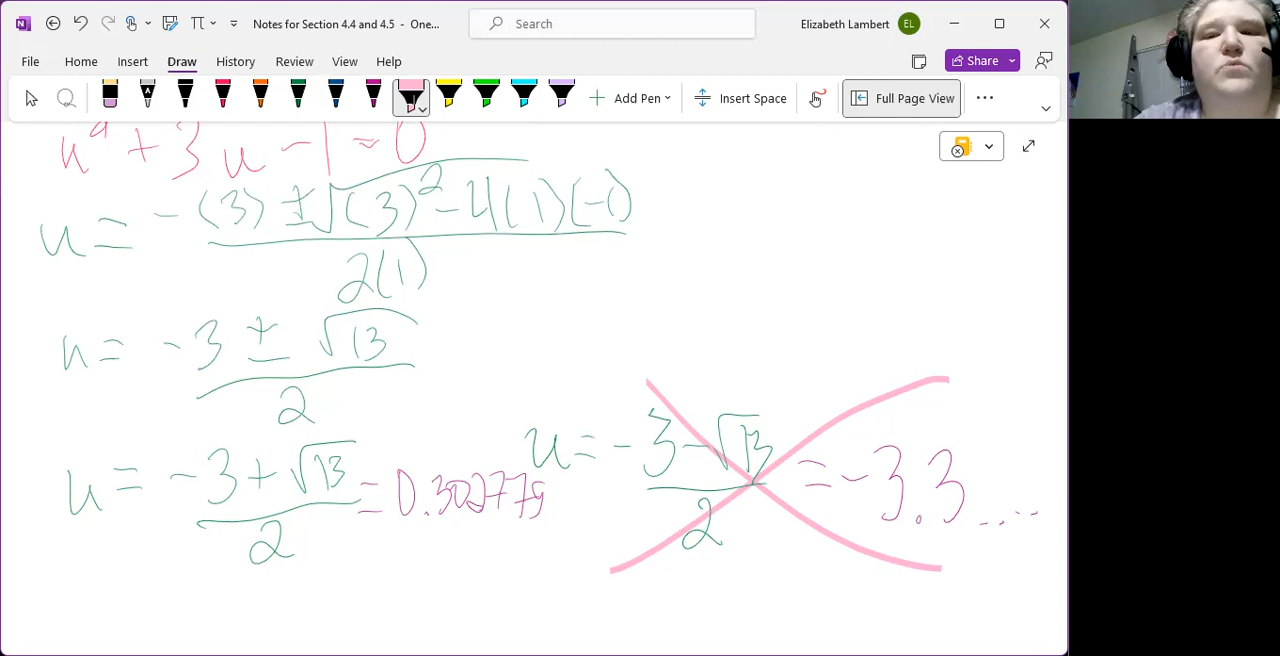 Notes for Section 4.4 and 4.5 - One...
Search
Elizabeth Lambert
EL
File Home Insert Draw History Review View Help
Share
Add Pen
Insert Space
Full Page View
u² + 3u - 1 = 0
u = -(3) ± √(3)² - 4(1)(-1)
2(1)
u = -3 ± √13
2
u = -3 + √13 = 0.302775
2
u = -3 - √13 = -3.3....
2